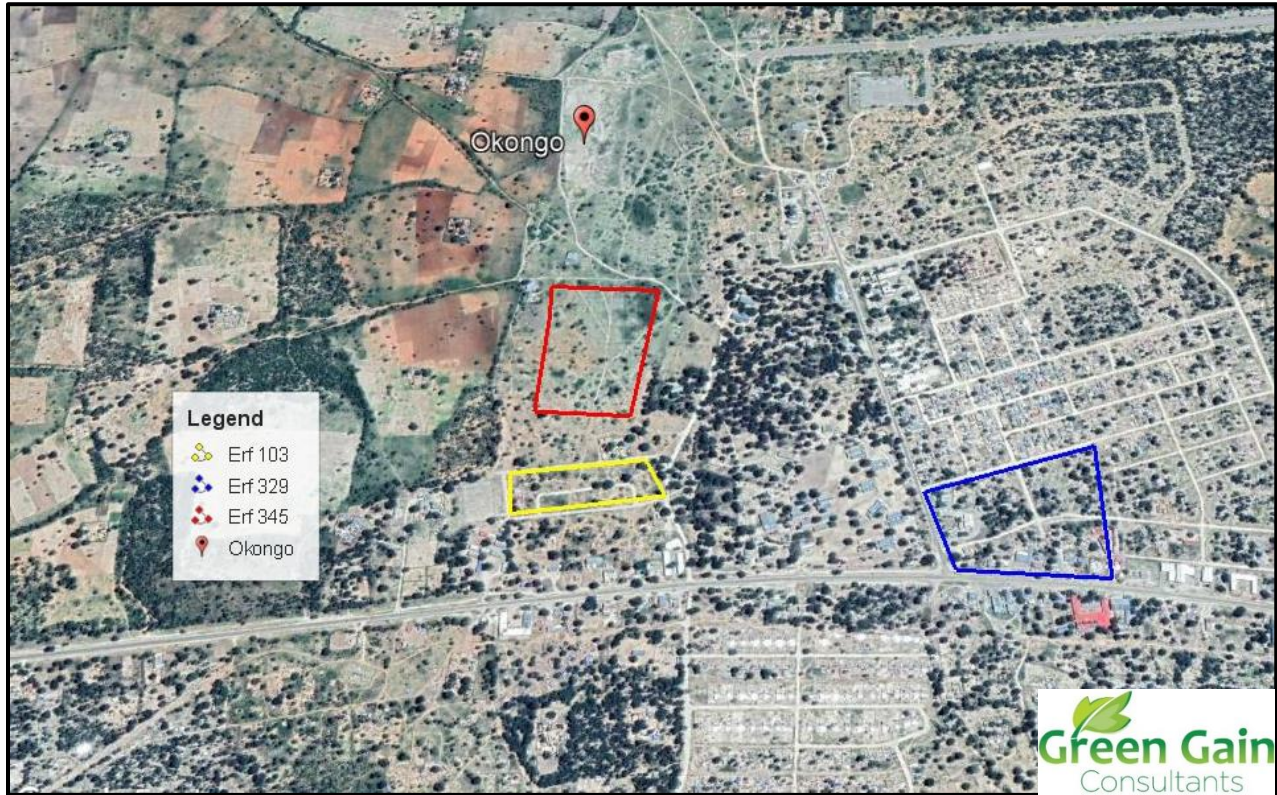 Okongo
Legend
Erf 103
Erf 329
Erf 345
Okongo
Green Gain
Consultants